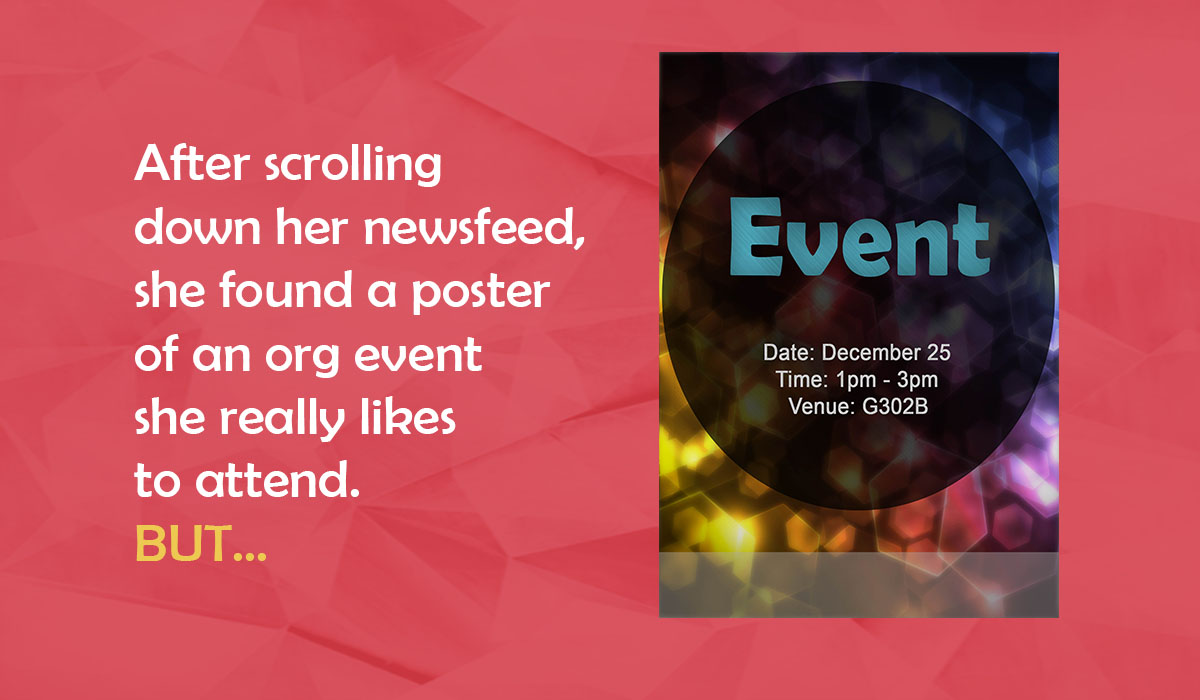 After scrolling
down her newsfeed,
she found a poster
of an org event
she really likes
to attend.
BUT...
Event
Date: December 25
Time: 1pm - 3pm
Venue: G302B